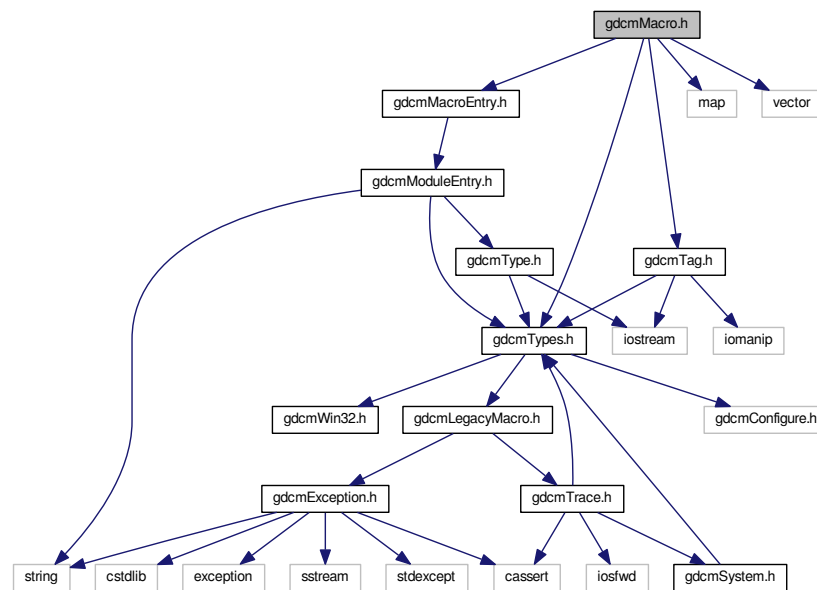 gdcmMacro.h
gdcmMacroEntry.h
map
vector
gdcmModuleEntry.h
gdcmType.h
gdcmTag.h
gdcmTypes.h
iostream
iomanip
gdcmWin32.h
gdcmLegacyMacro.h
gdcmConfigure.h
gdcmException.h
gdcmTrace.h
string
cstdlib
exception
sstream
stdexcept
cassert
iosfwd
gdcmSystem.h